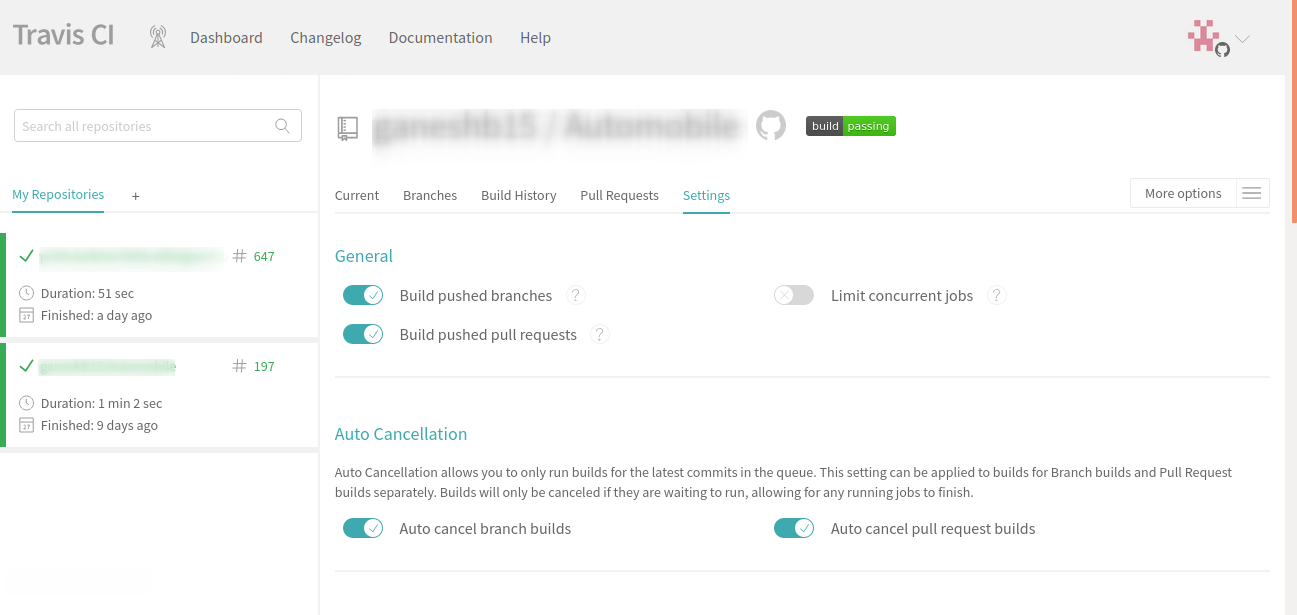 Travis CI
Dashboard Changelog Documentation Help
Search all repositories
ganeshb15 / Automobile
build passing
My Repositories +
Current Branches Build History Pull Requests Settings
More options
# 647
Duration: 51 sec
Finished: a day ago
# 197
Duration: 1 min 2 sec
Finished: 9 days ago
General
Build pushed branches ?
Limit concurrent jobs ?
Build pushed pull requests ?
Auto Cancellation
Auto Cancellation allows you to only run builds for the latest commits in the queue. This setting can be applied to builds for Branch builds and Pull Request
builds separately. Builds will only be canceled if they are waiting to run, allowing for any running jobs to finish.
Auto cancel branch builds
Auto cancel pull request builds